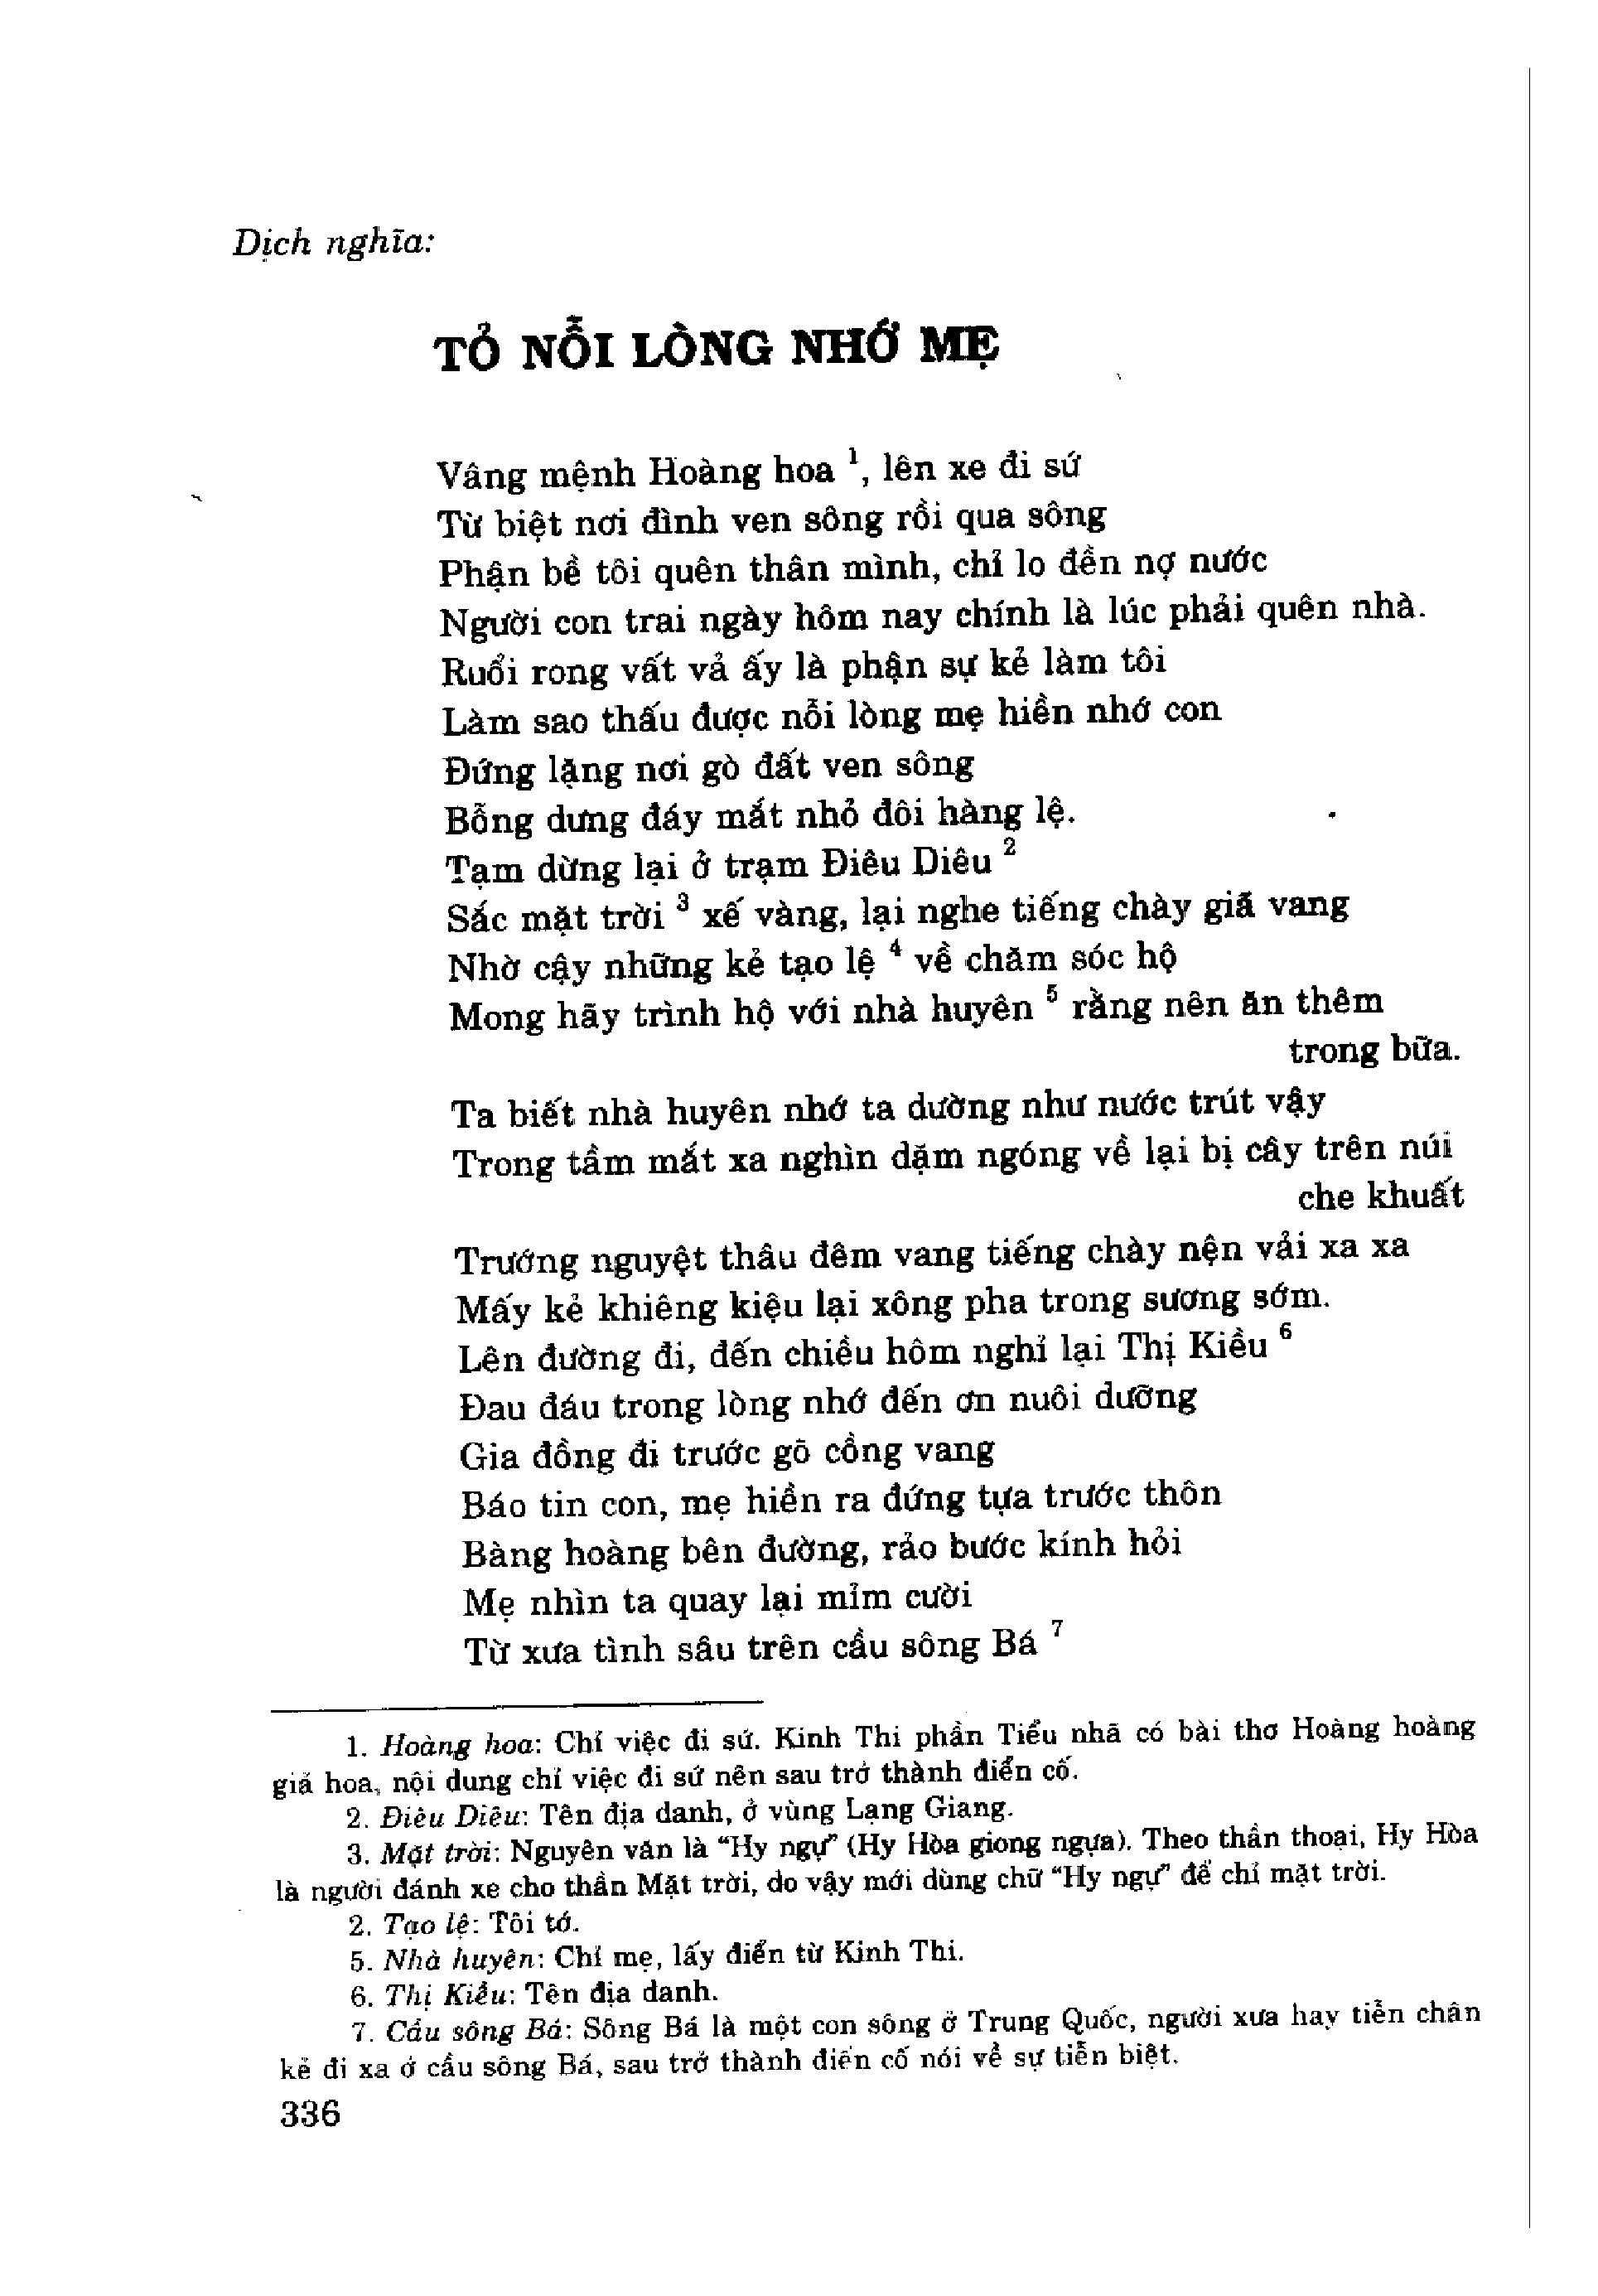 Dịch nghĩa:
TỎ NỖI LÒNG NHỚ MẸ
Vâng mệnh Hoàng hoa ¹, lên xe đi sứ
Từ biệt nơi đình ven sông rồi qua sông
Phận bề tôi quên thân mình, chỉ lo đền nợ nước
Người con trai ngày hôm nay chính là lúc phải quên nhà.
Ruổi rong vất vả ấy là phận sự kẻ làm tôi
Làm sao thấu được nỗi lòng mẹ hiền nhớ con
Đứng lặng nơi gò đất ven sông
Bỗng dưng đáy mắt nhỏ đôi hàng lệ.
Tạm dừng lại ở trạm Điêu Diêu ²
Sắc mặt trời ³ xế vàng, lại nghe tiếng chày giã vang
Nhờ cậy những kẻ tạo lệ ⁴ về chăm sóc hộ
Mong hãy trình hộ với nhà huyên ⁵ rằng nên ăn thêm
trong bữa.
Ta biết nhà huyên nhớ ta dường như nước trút vậy
Trong tầm mắt xa nghìn dặm ngóng về lại bị cây trên núi
che khuất
Trướng nguyệt thâu đêm vang tiếng chày nện vải xa xa
Mấy kẻ khiêng kiệu lại xông pha trong sương sớm.
Lên đường đi, đến chiều hôm nghỉ lại Thị Kiều ⁶
Đau đáu trong lòng nhớ đến ơn nuôi dưỡng
Gia đồng đi trước gõ cồng vang
Báo tin con, mẹ hiền ra đứng tựa trước thôn
Bàng hoàng bên đường, rảo bước kính hỏi
Mẹ nhìn ta quay lại mỉm cười
Từ xưa tình sâu trên cầu sông Bá ⁷
1. Hoàng hoa: Chỉ việc đi sứ. Kinh Thi phần Tiểu nhã có bài thơ Hoàng hoàng
giả hoa, nội dung chỉ việc đi sứ nên sau trở thành điển cố.
2. Điêu Diêu: Tên địa danh, ở vùng Lạng Giang.
3. Mặt trời: Nguyên văn là “Hy ngự” (Hy Hòa giong ngựa). Theo thần thoại, Hy Hòa
là người đánh xe cho thần Mặt trời, do vậy mới dùng chữ “Hy ngự” để chỉ mặt trời.
2. Tạo lệ: Tôi tớ.
5. Nhà huyên: Chỉ mẹ, lấy điển từ Kinh Thi.
6. Thị Kiều: Tên địa danh.
7. Cầu sông Bá: Sông Bá là một con sông ở Trung Quốc, người xưa hay tiễn chân
kẻ đi xa ở cầu sông Bá, sau trở thành điển cố nói về sự tiễn biệt.
336